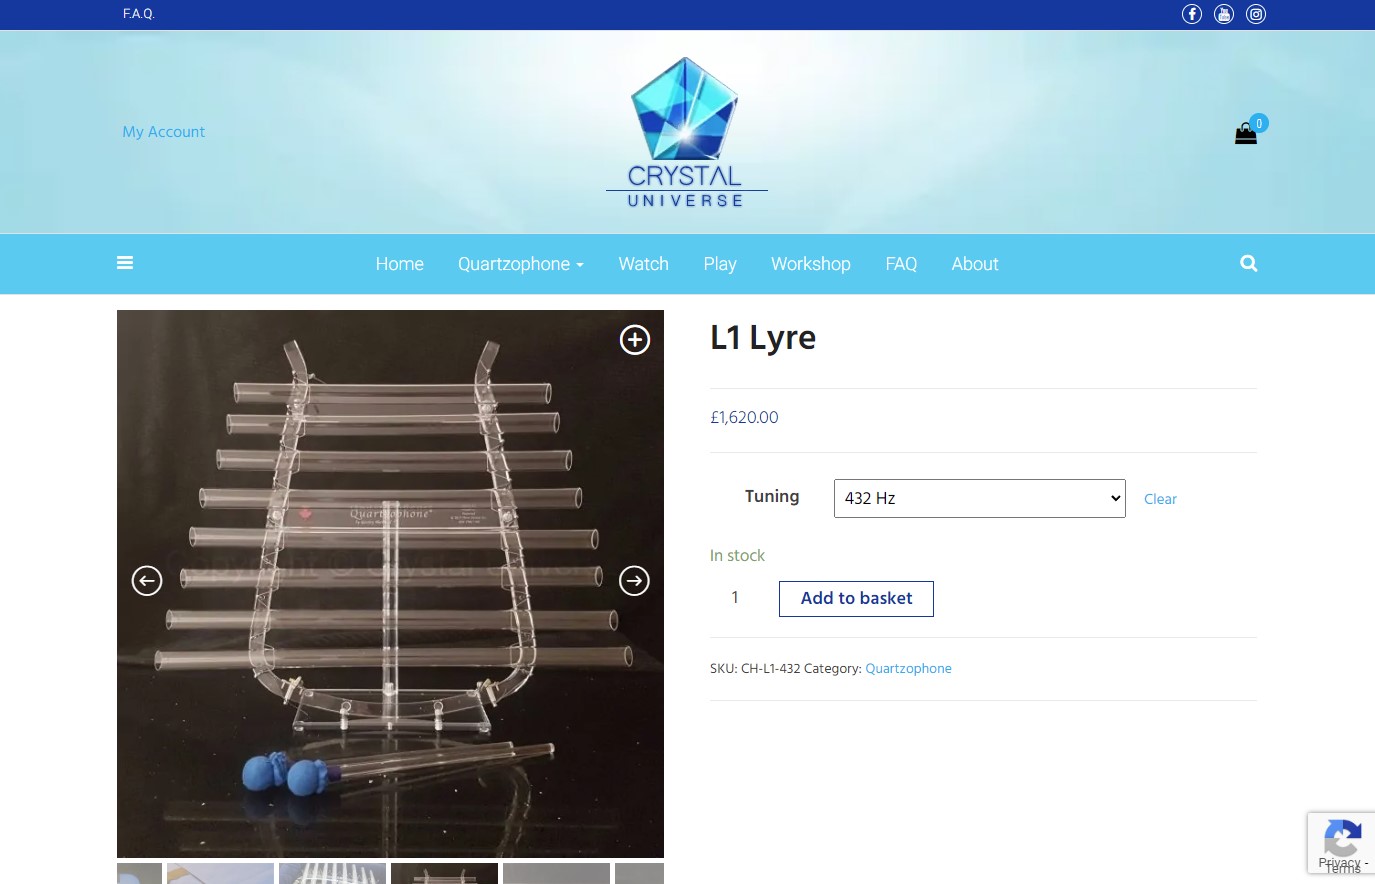 F.A.Q.
My Account
0
CRYSTAL
UNIVERSE
Home Quartzophone Watch Play Workshop FAQ About
Quartzophone
Copyright © Crystal Universe
L1 Lyre
£1,620.00
Tuning 432 Hz Clear
In stock
1 Add to basket
SKU: CH-L1-432 Category: Quartzophone
Privacy - Terms